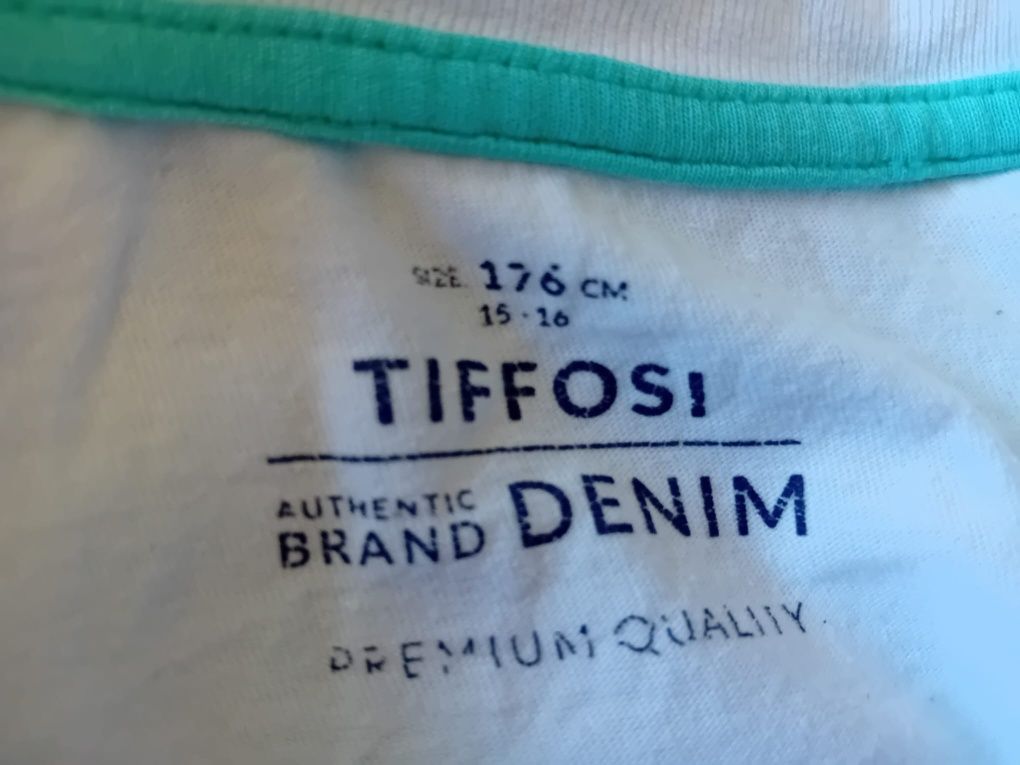 SIZE 176 CM
15-16
TIFFOSI
AUTHENTIC
BRAND DENIM
PREMIUM QUALITY